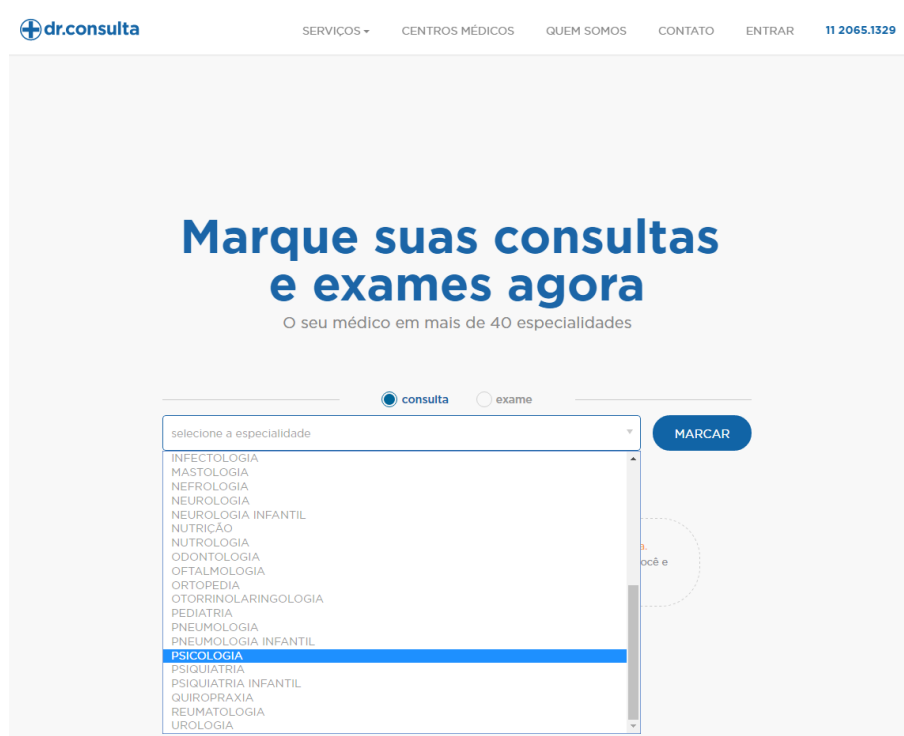 dr.consulta
SERVIÇOS CENTROS MÉDICOS QUEM SOMOS CONTATO ENTRAR 11 2065.1329
Marque suas consultas
e exames agora
O seu médico em mais de 40 especialidades
consulta exame
selecione a especialidade MARCAR
INFECTOLOGIA
MASTOLOGIA
NEFROLOGIA
NEUROLOGIA
NEUROLOGIA INFANTIL
NUTRIÇÃO
NUTROLOGIA
ODONTOLOGIA
OFTALMOLOGIA
ORTOPEDIA
OTORRINOLARINGOLOGIA
PEDIATRIA
PNEUMOLOGIA
PNEUMOLOGIA INFANTIL
PSICOLOGIA
PSIQUIATRIA
PSIQUIATRIA INFANTIL
QUIROPRAXIA
REUMATOLOGIA
UROLOGIA
a.
ocê e